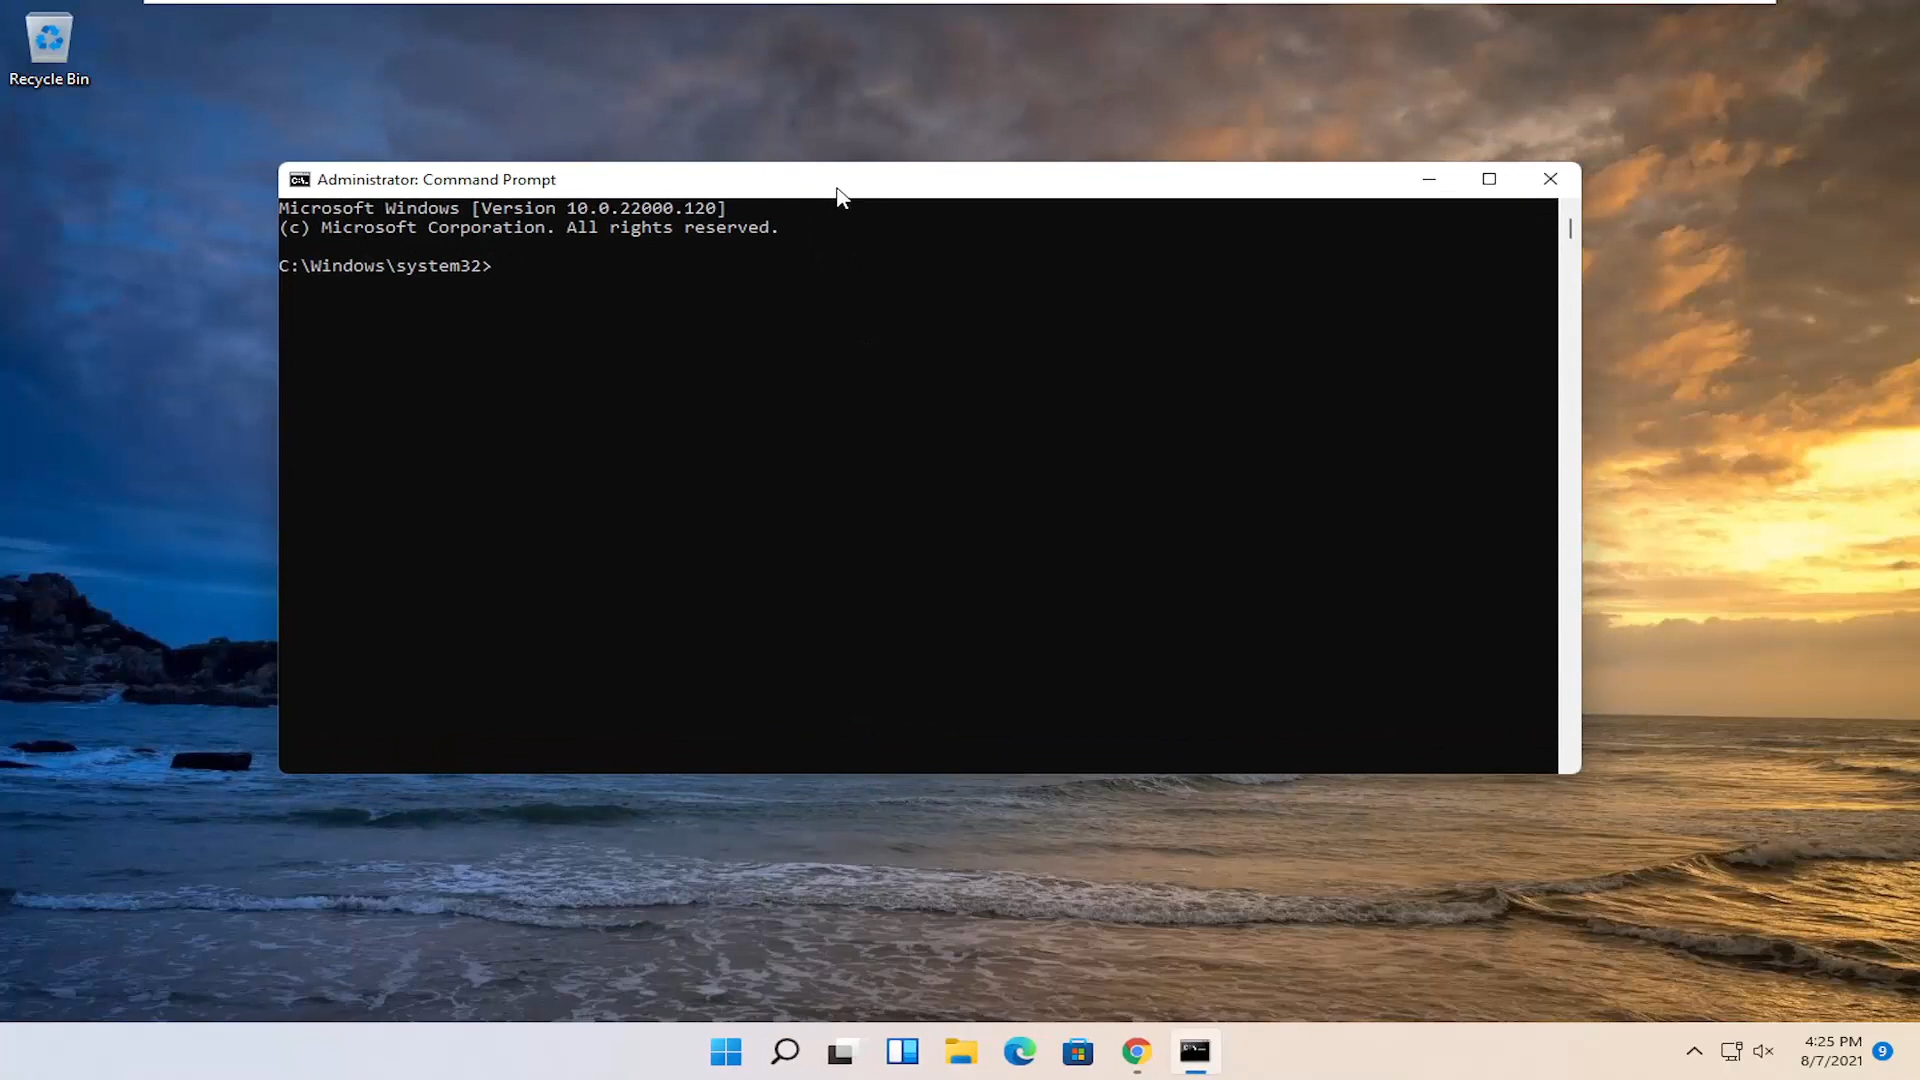 Recycle Bin
Administrator: Command Prompt
Microsoft Windows [Version 10.0.22000.120]
(c) Microsoft Corporation. All rights reserved.
C:\Windows\system32>
4:25 PM
8/7/2021
9